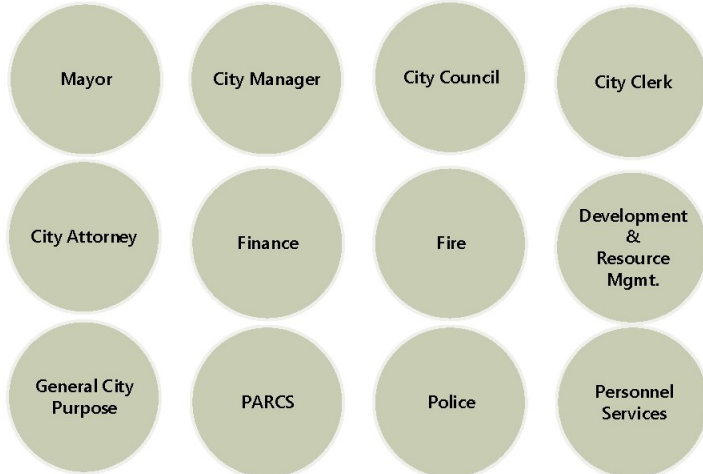 Mayor
City Manager
City Council
City Clerk
City Attorney
Finance
Fire
Development
&
Resource
Mgmt.
General City
Purpose
PARCS
Police
Personnel
Services